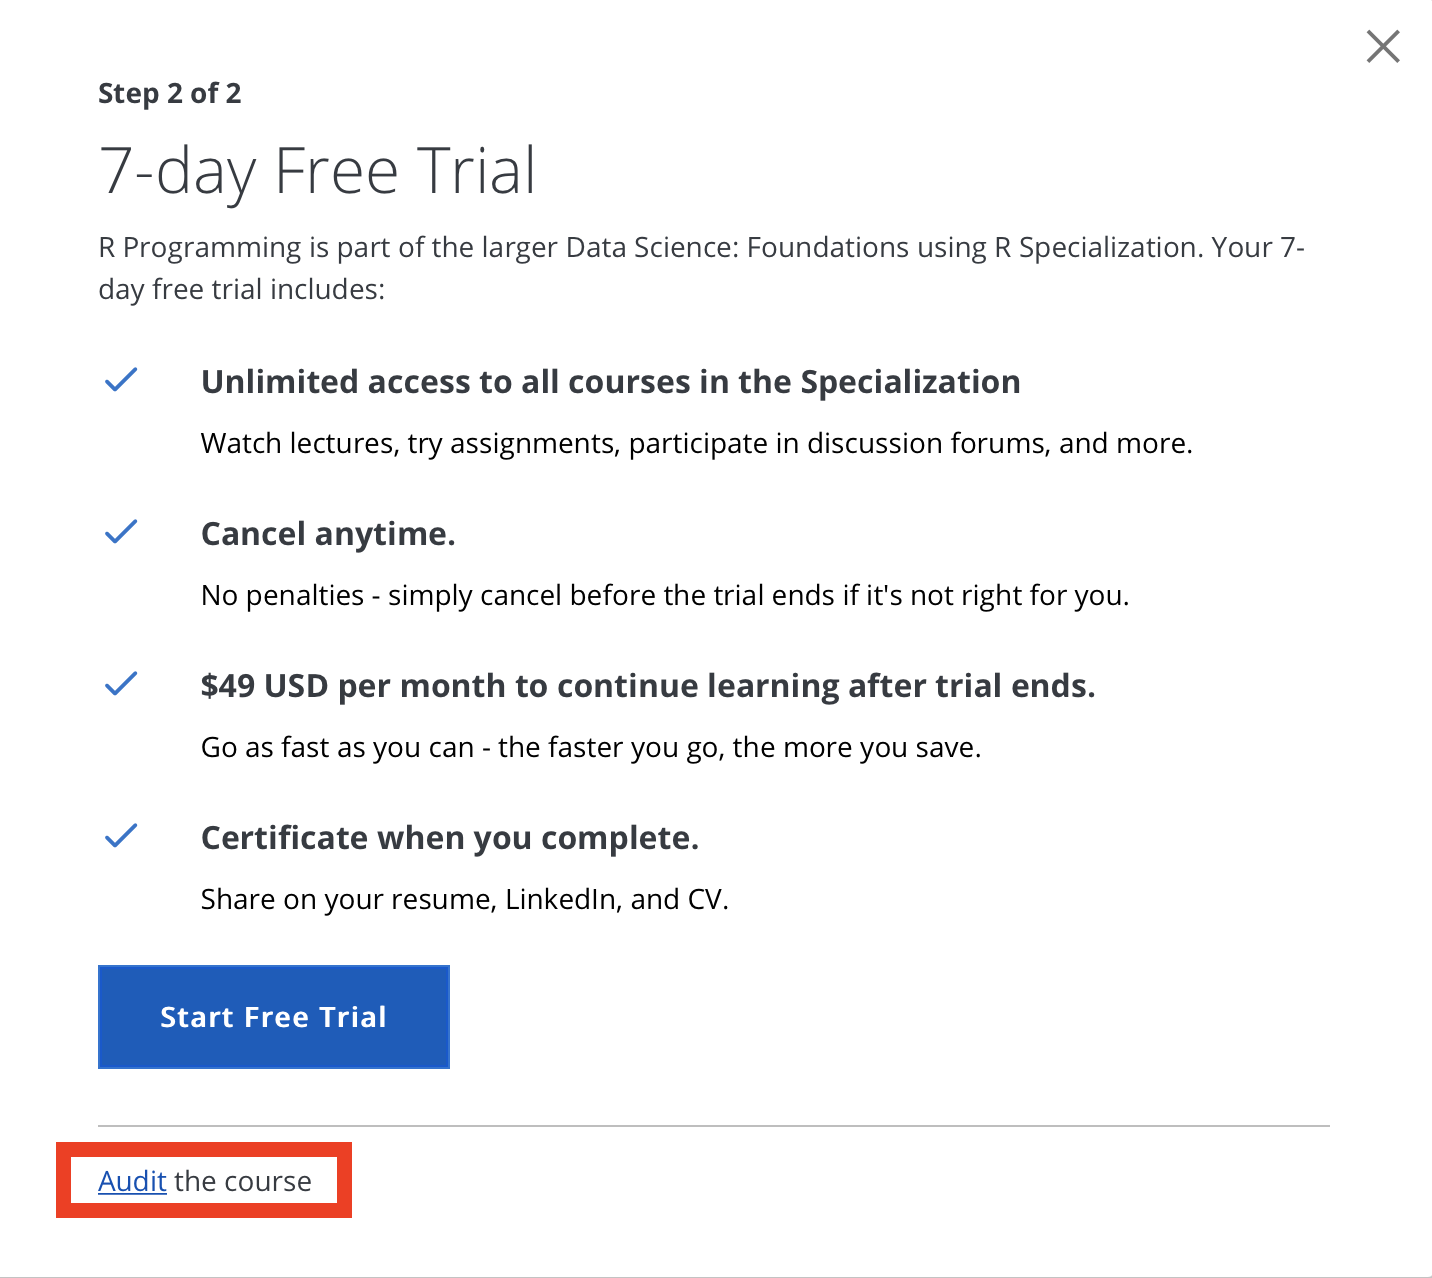 Step 2 of 2
7-day Free Trial
R Programming is part of the larger Data Science: Foundations using R Specialization. Your 7-
day free trial includes:
Unlimited access to all courses in the Specialization
Watch lectures, try assignments, participate in discussion forums, and more.
Cancel anytime.
No penalties - simply cancel before the trial ends if it's not right for you.
$49 USD per month to continue learning after trial ends.
Go as fast as you can - the faster you go, the more you save.
Certificate when you complete.
Share on your resume, LinkedIn, and CV.
Start Free Trial
Audit the course